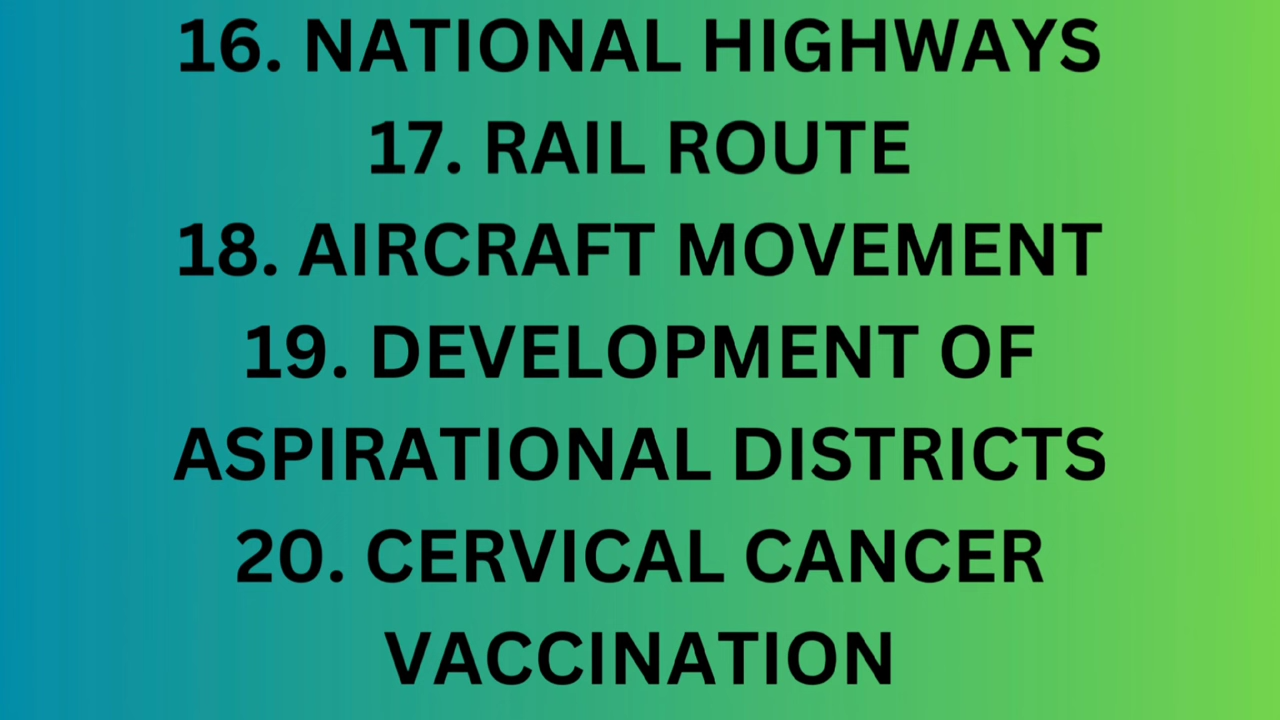 16. NATIONAL HIGHWAYS
17. RAIL ROUTE
18. AIRCRAFT MOVEMENT
19. DEVELOPMENT OF
ASPIRATIONAL DISTRICTS
20. CERVICAL CANCER
VACCINATION